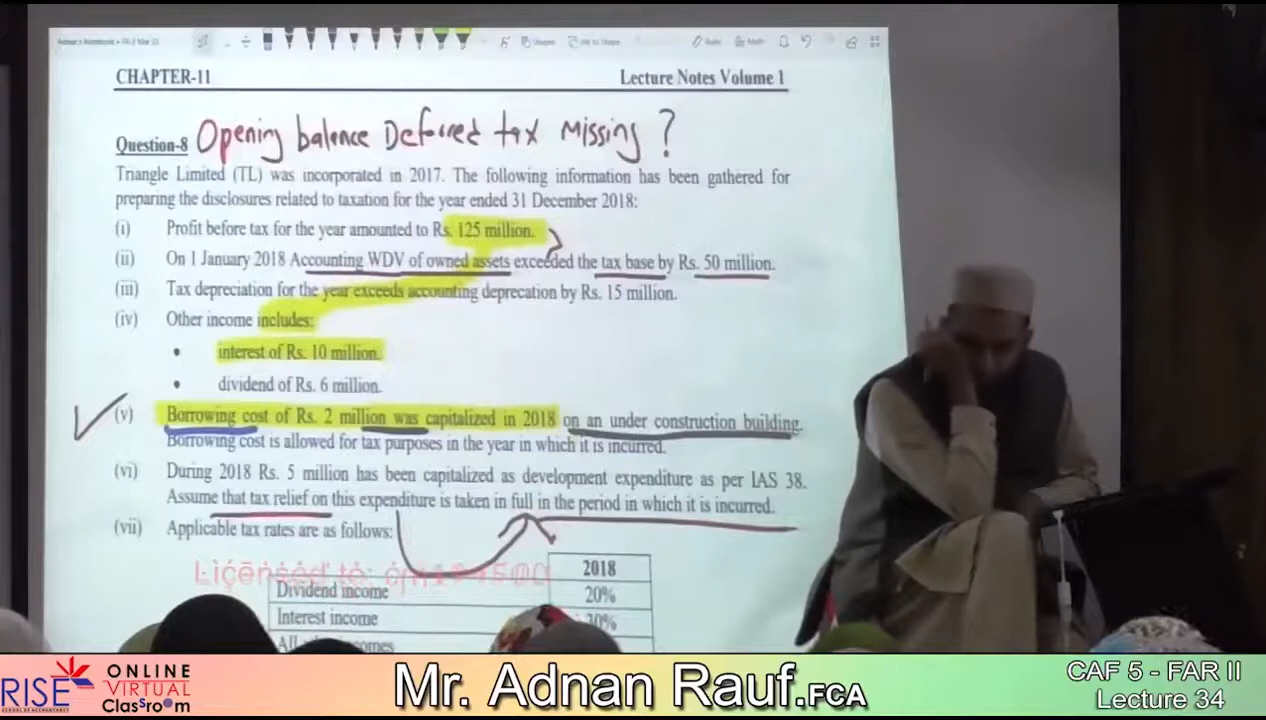 CHAPTER-11
Lecture Notes Volume 1
Question-8 Opening balance Deferred tax Missing ?
Triangle Limited (TL) was incorporated in 2017. The following information has been gathered for
preparing the disclosures related to taxation for the year ended 31 December 2018:
(i) Profit before tax for the year amounted to Rs. 125 million.
(ii) On 1 January 2018 Accounting WDV of owned assets exceeded the tax base by Rs. 50 million.
(iii) Tax depreciation for the year exceeds accounting deprecation by Rs. 15 million.
(iv) Other income includes:
• interest of Rs. 10 million.
• dividend of Rs. 6 million.
(v) Borrowing cost of Rs. 2 million was capitalized in 2018 on an under construction building.
Borrowing cost is allowed for tax purposes in the year in which it is incurred.
(vi) During 2018 Rs. 5 million has been capitalized as development expenditure as per IAS 38.
Assume that tax relief on this expenditure is taken in full in the period in which it is incurred.
(vii) Applicable tax rates are as follows:
Licensed to:
2018
Dividend income 20%
Interest income
RISE
SCHOOL OF ACCOUNTANCY
ONLINE
VIRTUAL
Classroom
Mr. Adnan Rauf.FCA
CAF 5 - FAR II
Lecture 34